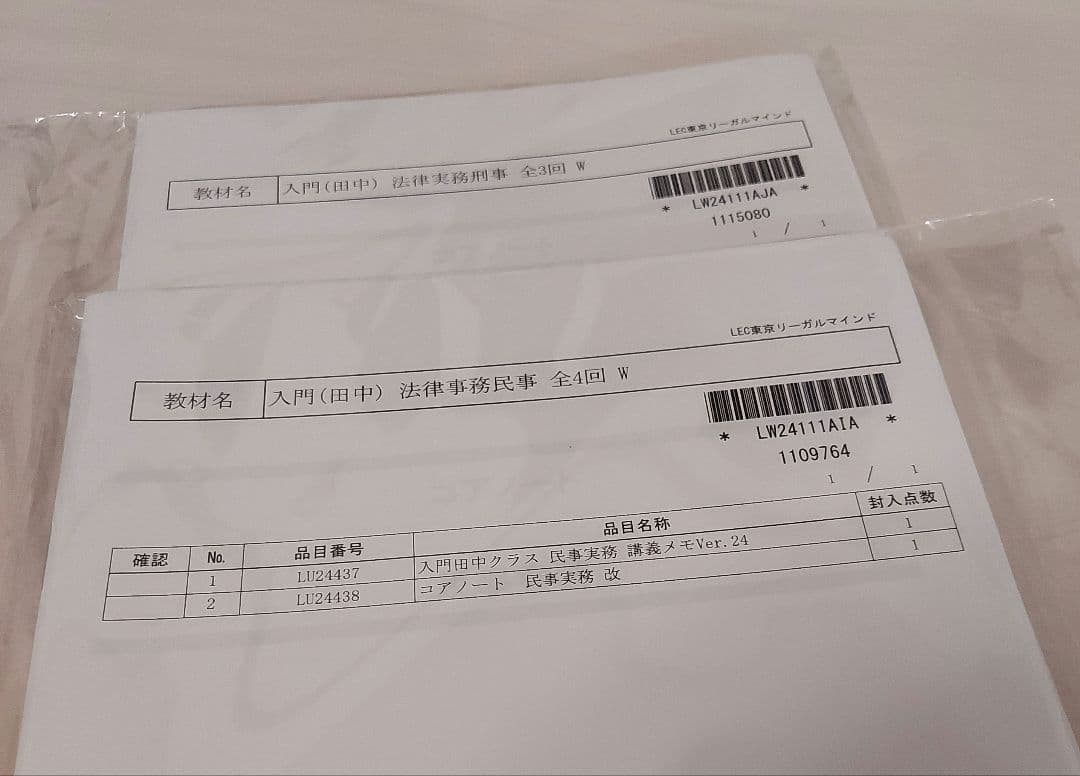 LEC東京リーガルマインド
教材名 入門(田中) 法律実務刑事 全3回 W
* LW24111AJA *
1115080
1 / 1
LEC東京リーガルマインド
教材名 入門(田中) 法律事務民事 全4回 W
* LW24111AIA *
1109764
1 / 1
確認 No. 品目番号 品目名称 封入点数
1 LU24437 入門田中クラス 民事実務 講義メモVer.24 1
2 LU24438 コアノート 民事実務 改 1